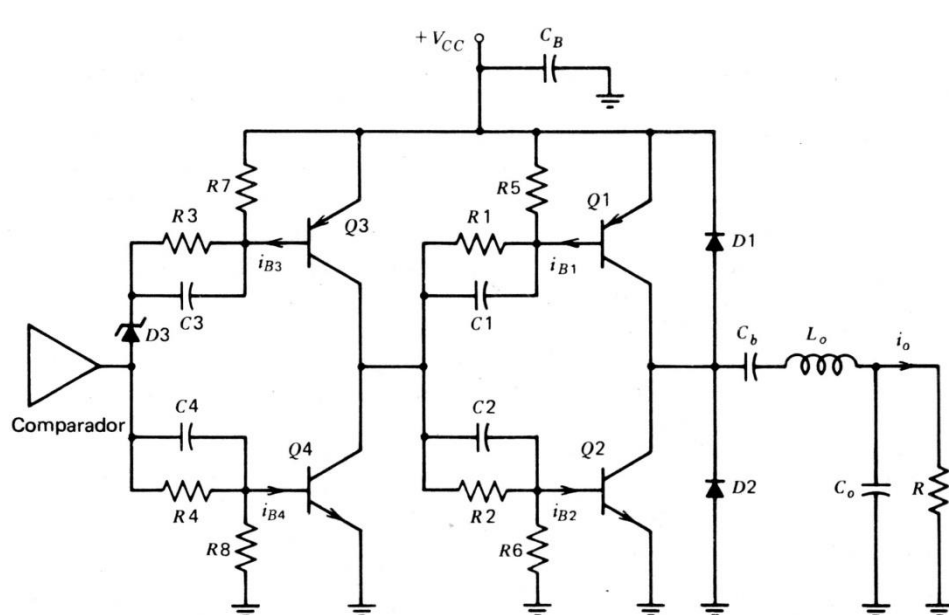 + V_CC
C_B
R7
R5
Q1
R3
Q3
R1
D1
i_B3
i_B1
C3
C1
D3
C_b
L_o
i_o
Comparador
C4
C2
Q4
Q2
D2
C_o
R
R4
i_B4
R2
i_B2
R8
R6